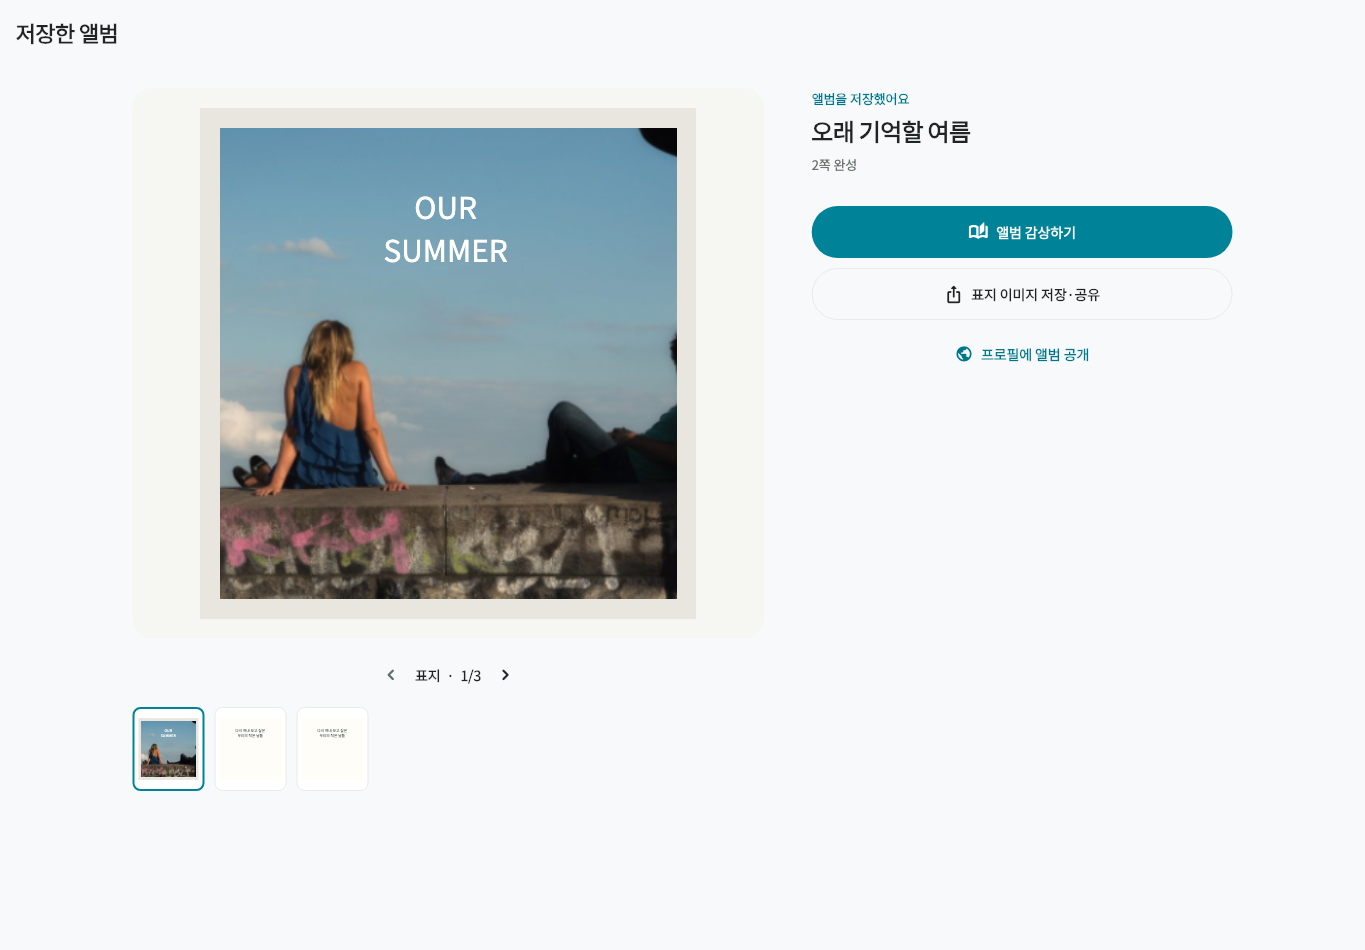 저장한 앨범
OUR
SUMMER
표지 · 1/3
OUR
SUMMER
앨범을 저장했어요
오래 기억할 여름
2쪽 완성
앨범 감상하기
표지 이미지 저장·공유
프로필에 앨범 공개